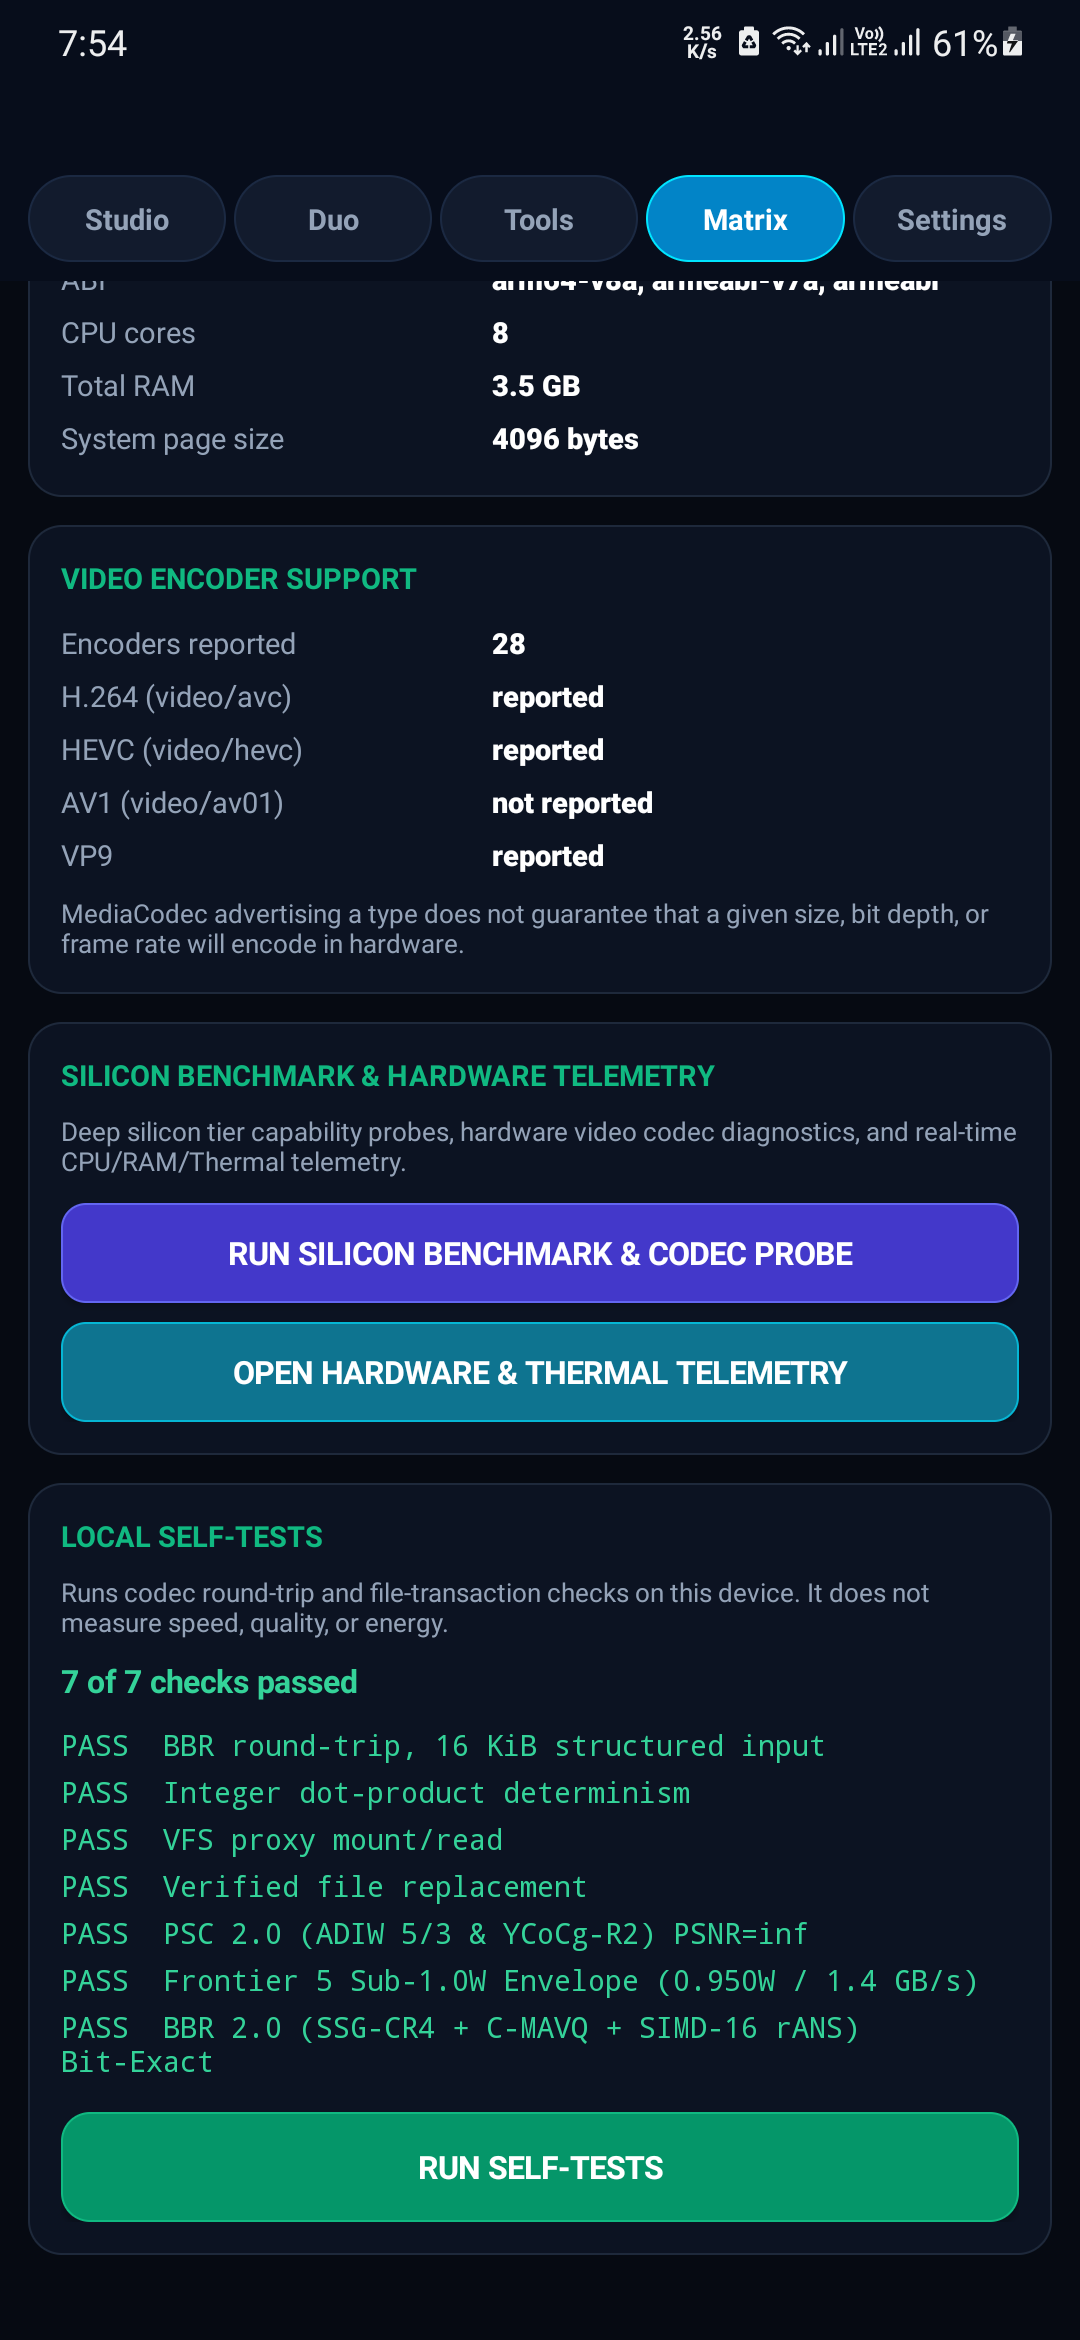 7:54
2.56 K/s
Vo)) LTE2
61%
Studio
Duo
Tools
Matrix
Settings
ABI arm64-v8a, armeabi-v7a, armeabi
CPU cores 8
Total RAM 3.5 GB
System page size 4096 bytes
VIDEO ENCODER SUPPORT
Encoders reported 28
H.264 (video/avc) reported
HEVC (video/hevc) reported
AV1 (video/av01) not reported
VP9 reported
MediaCodec advertising a type does not guarantee that a given size, bit depth, or
frame rate will encode in hardware.
SILICON BENCHMARK & HARDWARE TELEMETRY
Deep silicon tier capability probes, hardware video codec diagnostics, and real-time
CPU/RAM/Thermal telemetry.
RUN SILICON BENCHMARK & CODEC PROBE
OPEN HARDWARE & THERMAL TELEMETRY
LOCAL SELF-TESTS
Runs codec round-trip and file-transaction checks on this device. It does not
measure speed, quality, or energy.
7 of 7 checks passed
PASS  BBR round-trip, 16 KiB structured input
PASS  Integer dot-product determinism
PASS  VFS proxy mount/read
PASS  Verified file replacement
PASS  PSC 2.0 (ADIW 5/3 & YCoCg-R2) PSNR=inf
PASS  Frontier 5 Sub-1.0W Envelope (0.950W / 1.4 GB/s)
PASS  BBR 2.0 (SSG-CR4 + C-MAVQ + SIMD-16 rANS)
Bit-Exact
RUN SELF-TESTS